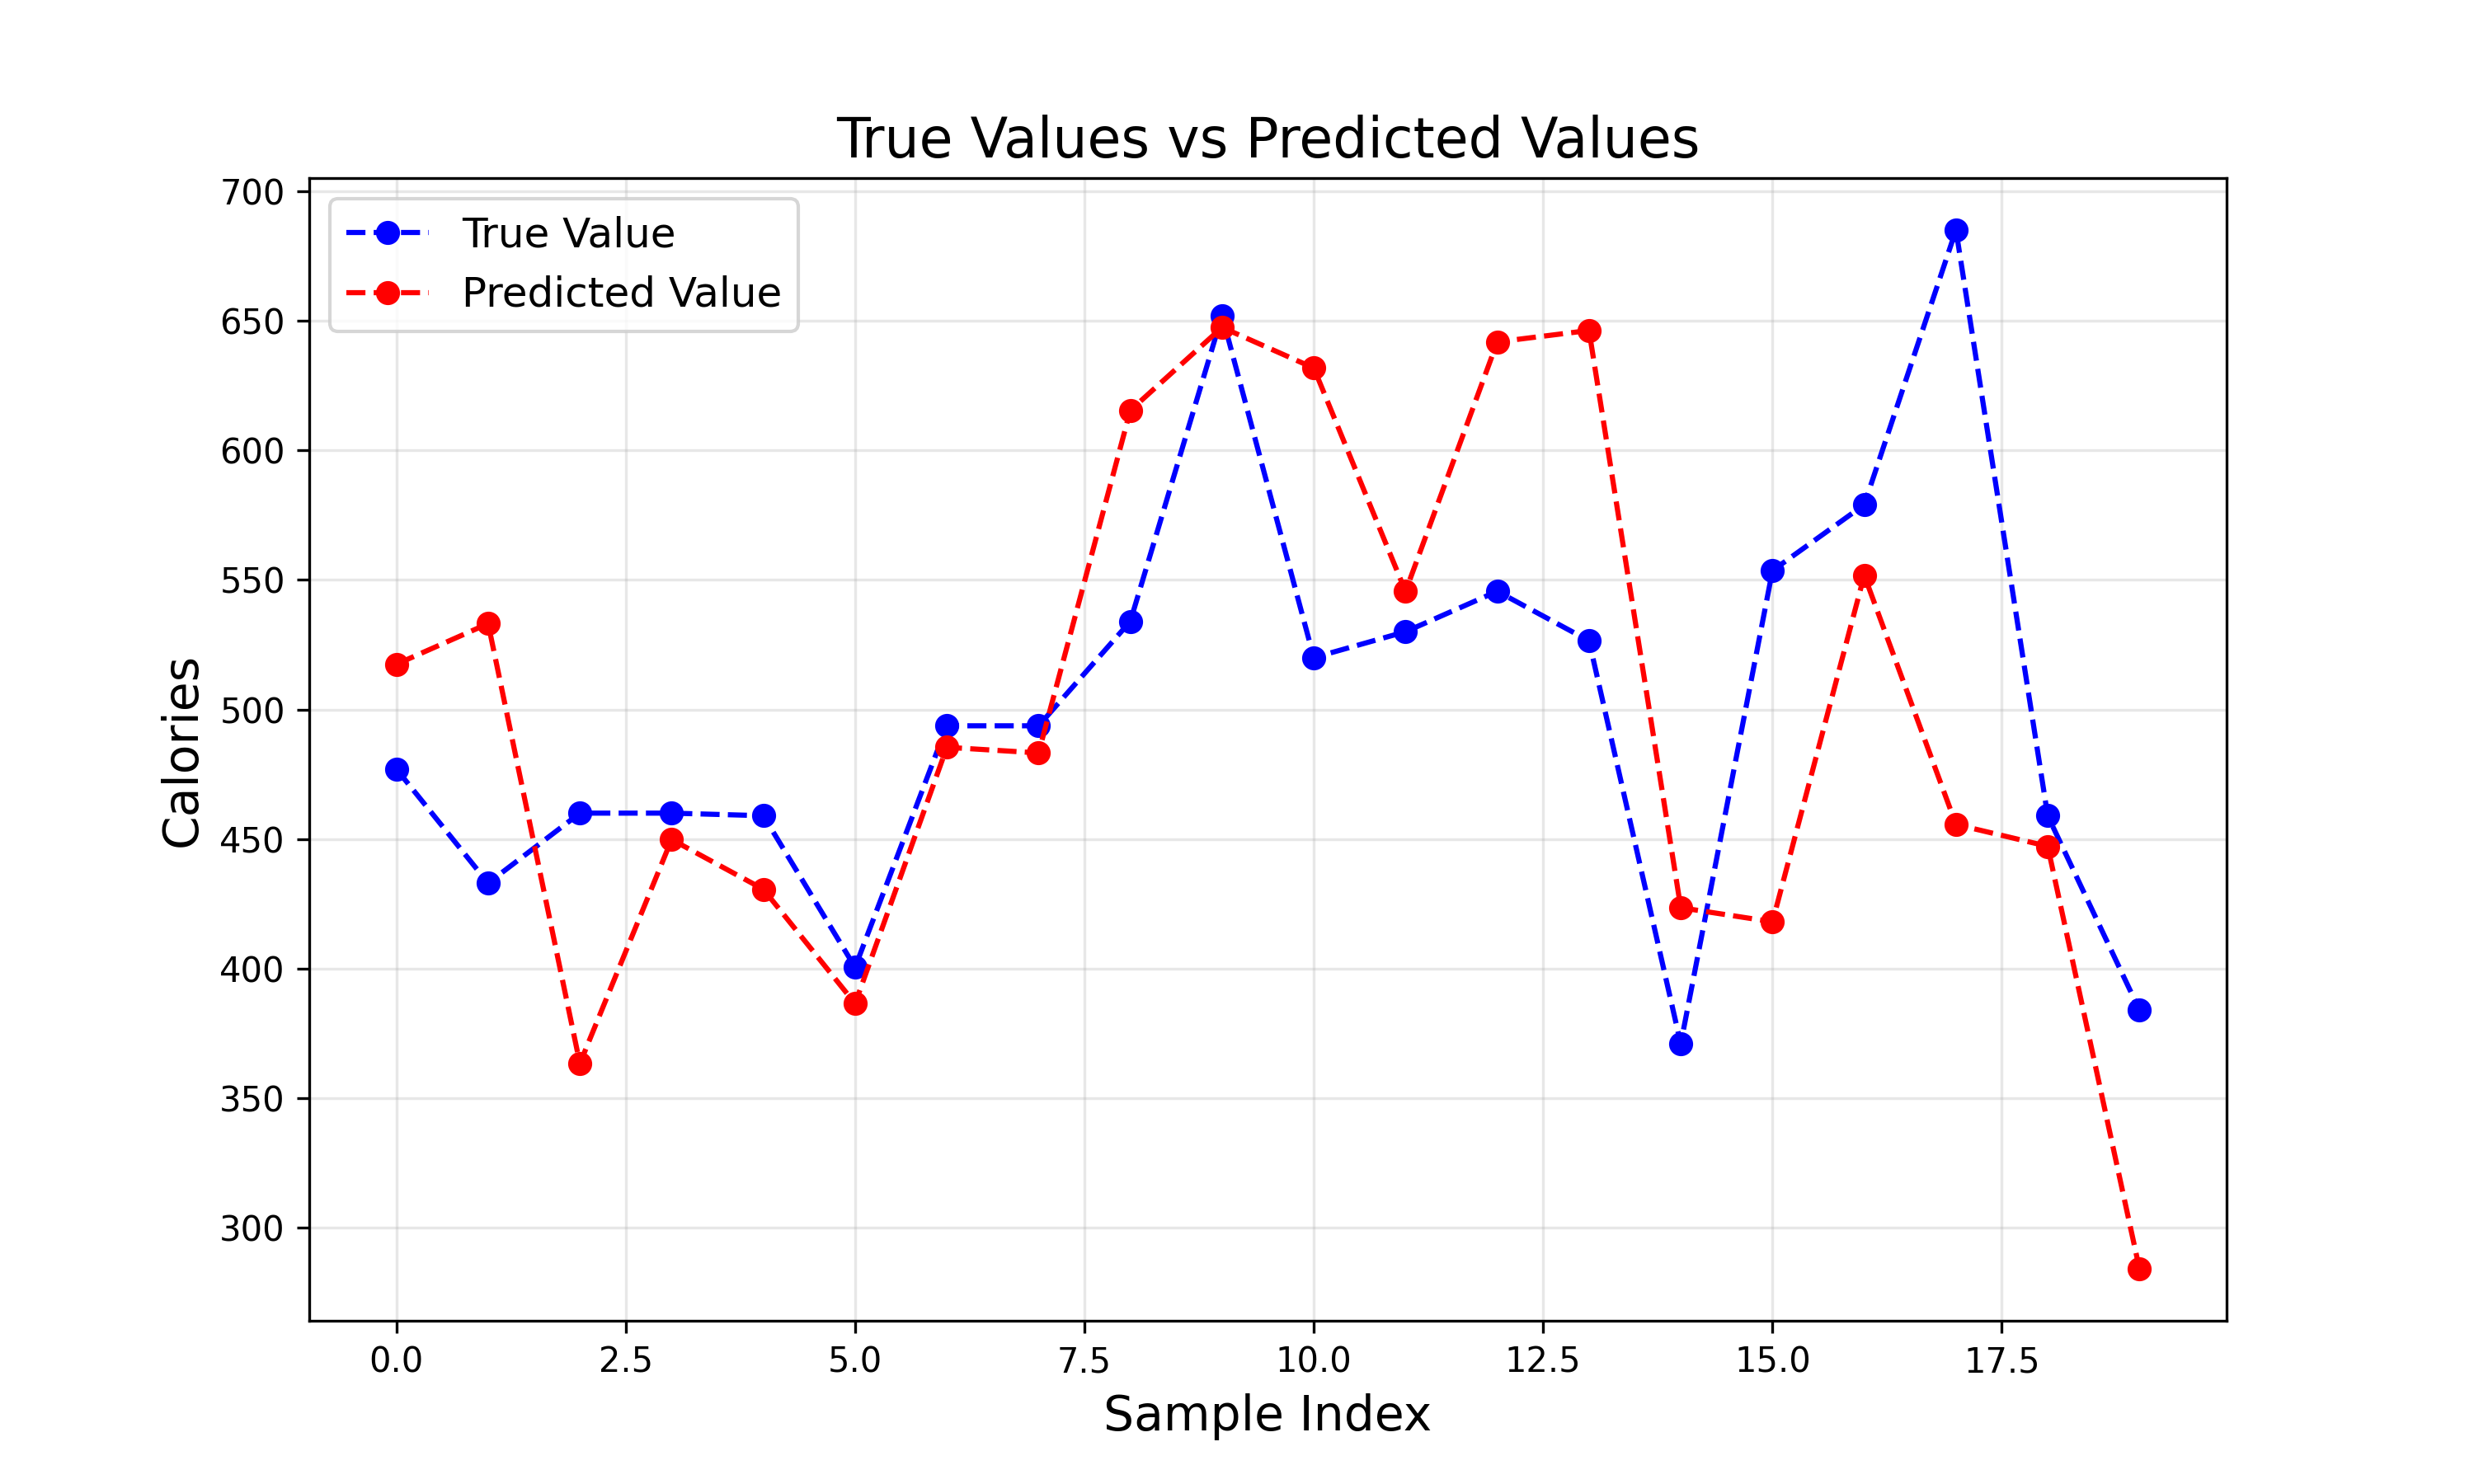 True Values vs Predicted Values
True Value
Predicted Value
700
650
600
550
500
450
400
350
300
Calories
0.0 2.5 5.0 7.5 10.0 12.5 15.0 17.5
Sample Index